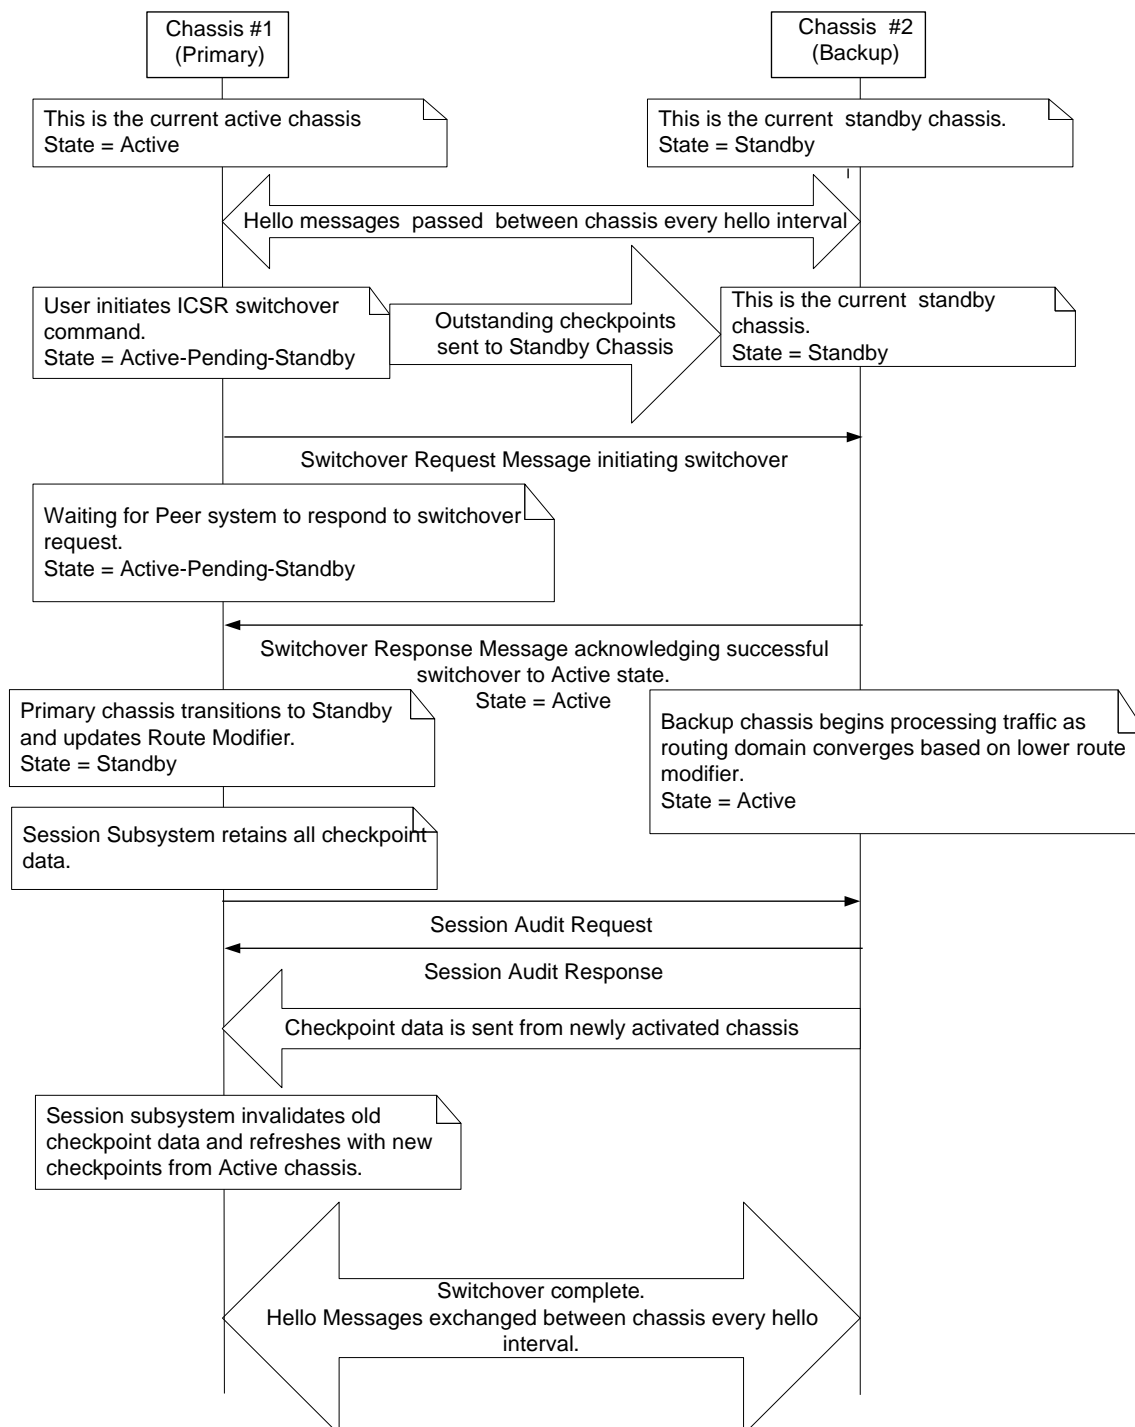 Chassis #1
(Primary)
Chassis #2
(Backup)
This is the current active chassis
State = Active
This is the current standby chassis.
State = Standby
Hello messages passed between chassis every hello interval
User initiates ICSR switchover
command.
State = Active-Pending-Standby
Outstanding checkpoints
sent to Standby Chassis
This is the current standby
chassis.
State = Standby
Switchover Request Message initiating switchover
Waiting for Peer system to respond to switchover
request.
State = Active-Pending-Standby
Switchover Response Message acknowledging successful
switchover to Active state.
State = Active
Primary chassis transitions to Standby
and updates Route Modifier.
State = Standby
Backup chassis begins processing traffic as
routing domain converges based on lower route
modifier.
State = Active
Session Subsystem retains all checkpoint
data.
Session Audit Request
Session Audit Response
Checkpoint data is sent from newly activated chassis
Session subsystem invalidates old
checkpoint data and refreshes with new
checkpoints from Active chassis.
Switchover complete.
Hello Messages exchanged between chassis every hello
interval.